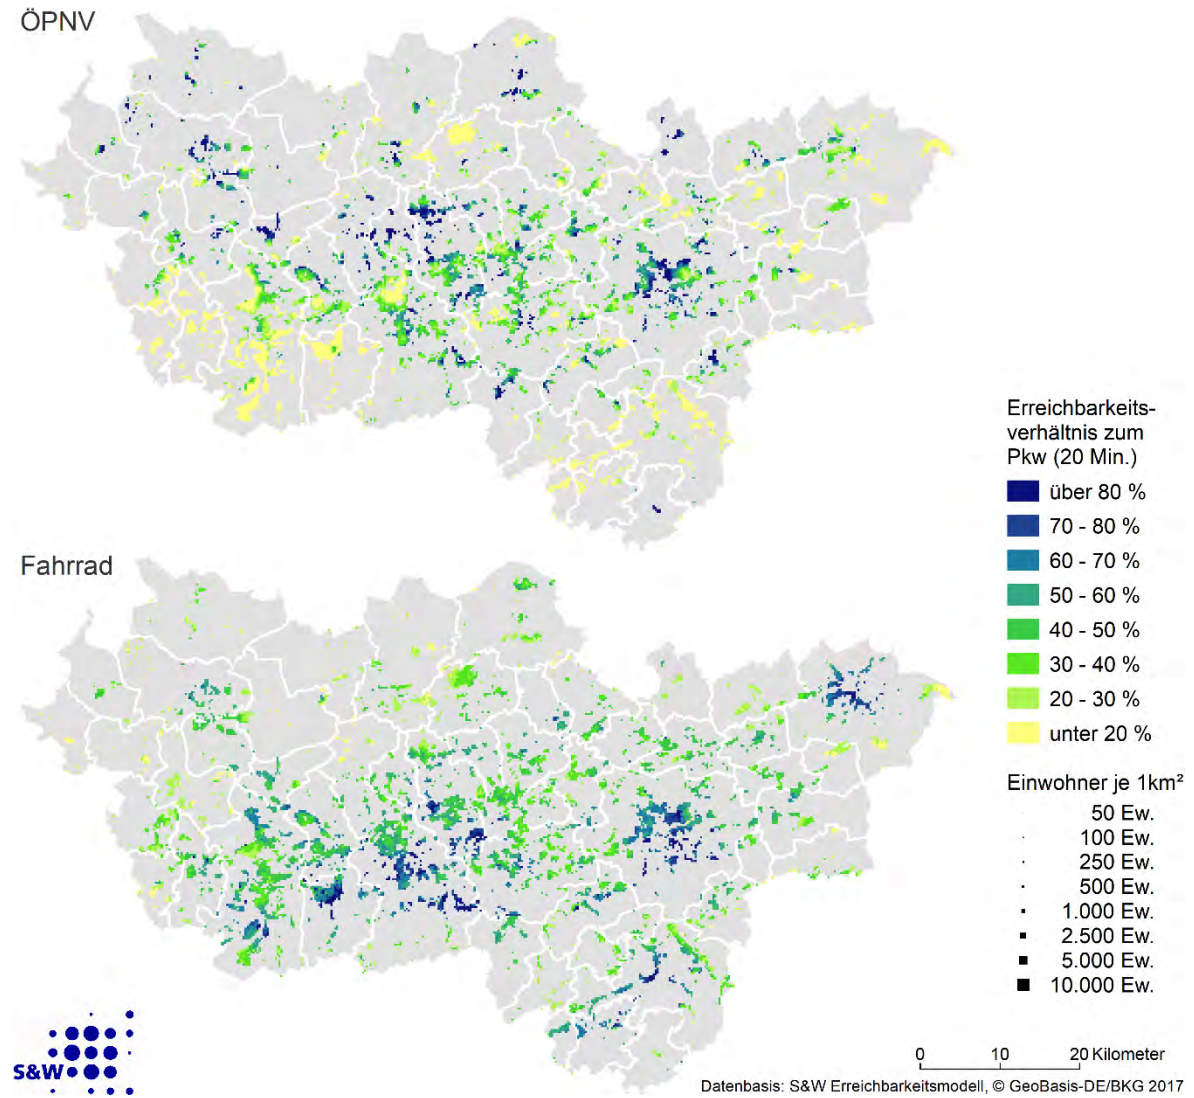 ÖPNV
Erreichbarkeits-
verhältnis zum
Pkw (20 Min.)
über 80 %
70 - 80 %
60 - 70 %
50 - 60 %
40 - 50 %
30 - 40 %
20 - 30 %
unter 20 %
Fahrrad
Einwohner je 1km²
50 Ew.
100 Ew.
250 Ew.
500 Ew.
1.000 Ew.
2.500 Ew.
5.000 Ew.
10.000 Ew.
S&W
0 10 20 Kilometer
Datenbasis: S&W Erreichbarkeitsmodell, © GeoBasis-DE/BKG 2017